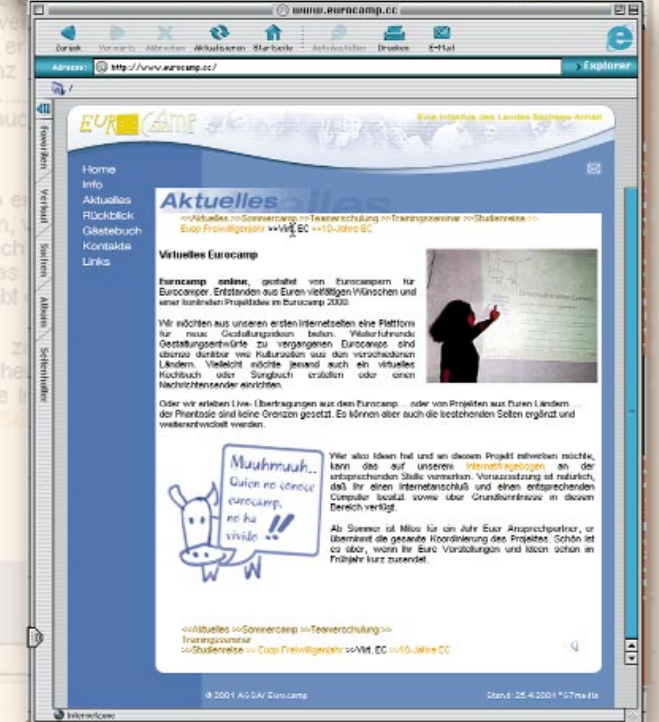 www.eurocamp.cc
Zurück Vorwärts Abbrechen Aktualisieren Startseite AutoAusfüllen Drucken E-Mail
Adresse: http://www.eurocamp.cc/ Explorer
/
Favoriten
Verlauf
Suchen
Album
Seitenhalter
EUROCAMP
Eine Initiative des Landes Sachsen-Anhalt
Home
Info
Aktuelles
Rückblick
Gästebuch
Kontakte
Links
Aktuelles
<<Aktuelles >>Sommercamp >>Teamerschulung >>Trainingsseminar >>Studienreise >>
Europ.Freiwilligenjahr >>Virt. EC >>10-Jahre EC
Virtuelles Eurocamp
Eurocamp online, gestaltet von Eurocampern für
Eurocamper. Entstanden aus Euren vielfältigen Wünschen und
einer konkreten Projektidee im Eurocamp 2000.
Wir möchten aus unseren ersten Internetseiten eine Plattform
für neue Gestaltungsideen bieten. Weiterführende
Gestaltungsentwürfe zu vergangenen Eurocamps sind
ebenso denkbar wie Kulturseiten aus den verschiedenen
Ländern. Vielleicht möchte jemand auch ein virtuelles
Kochbuch oder Songbuch erstellen oder einen
Nachrichtensender einrichten.
Oder wir erleben Live- Übertragungen aus dem Eurocamp... oder von Projekten aus Euren Ländern...
der Phantasie sind keine Grenzen gesetzt. Es können aber auch die bestehenden Seiten ergänzt und
weiterentwickelt werden.
Muuhmuuh..
Quien no conoce
eurocamp,
no ha
vivido !!
Wer also Ideen hat und an diesem Projekt mitwirken möchte,
kann das auf unserem Internetfragebogen an der
entsprechenden Stelle vermerken. Voraussetzung ist natürlich,
daß ihr einen Internetanschluß und einen entsprechenden
Computer besitzt sowie über Grundkenntnisse in diesem
Bereich verfügt.
Ab Sommer ist Milos für ein Jahr Euer Ansprechpartner, er
übernimmt die gesamte Koordinierung des Projektes. Schön ist
es aber, wenn ihr Eure Vorstellungen und Ideen schon im
Frühjahr kurz zusendet.
<<Aktuelles >>Sommercamp >>Teamerschulung >>
Trainingsseminar
>>Studienreise >> Europ.Freiwilligenjahr >>Virt. EC >>10-Jahre EC
© 2001 AGSA/ Eurocamp
Stand: 25.4.2001 *67media
Internetzone